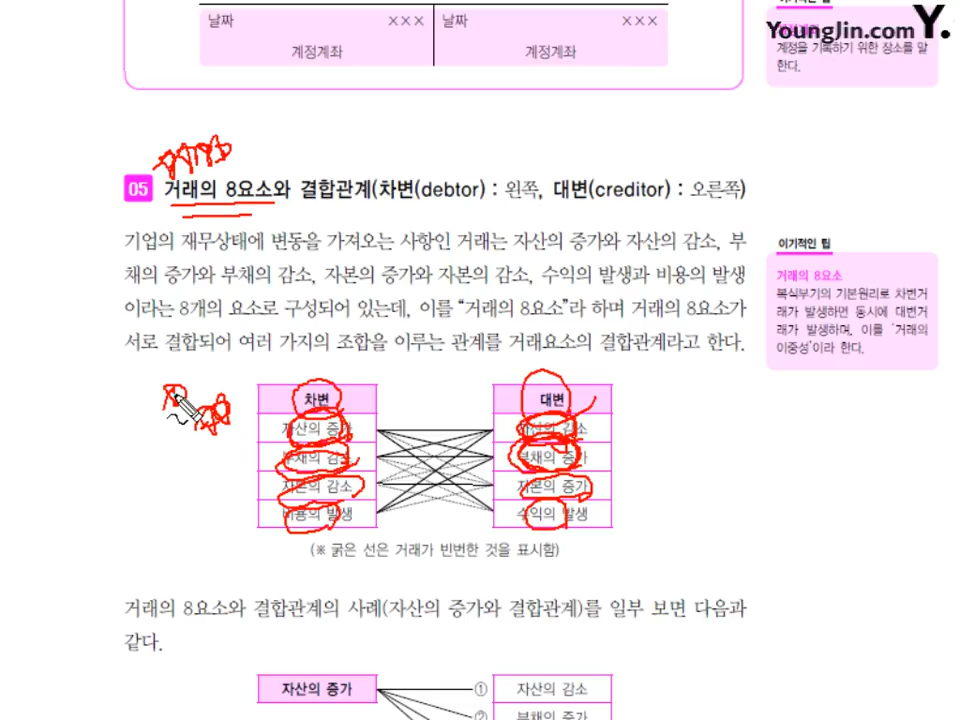 날짜 ××× 날짜 ×××
계정계좌 계정계좌
YoungJin.com Y.
계정을 기록하기 위한 장소를 말
한다.
05 거래의 8요소와 결합관계(차변(debtor) : 왼쪽, 대변(creditor) : 오른쪽)
기업의 재무상태에 변동을 가져오는 사항인 거래는 자산의 증가와 자산의 감소, 부
채의 증가와 부채의 감소, 자본의 증가와 자본의 감소, 수익의 발생과 비용의 발생
이라는 8개의 요소로 구성되어 있는데, 이를 “거래의 8요소”라 하며 거래의 8요소가
서로 결합되어 여러 가지의 조합을 이루는 관계를 거래요소의 결합관계라고 한다.
이기적인 팁
거래의 8요소
복식부기의 기본원리로 차변거
래가 발생하면 동시에 대변거
래가 발생하며, 이를 '거래의
이중성'이라 한다.
차변 대변
자산의 증가 자산의 감소
부채의 감소 부채의 증가
자본의 감소 자본의 증가
비용의 발생 수익의 발생
(※ 굵은 선은 거래가 빈번한 것을 표시함)
거래의 8요소와 결합관계의 사례(자산의 증가와 결합관계)를 일부 보면 다음과
같다.
자산의 증가 ① 자산의 감소
② 부채의 증가